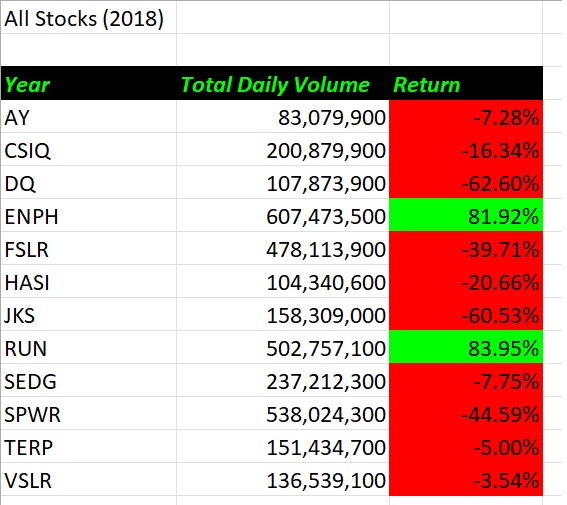 All Stocks (2018)
Year Total Daily Volume Return
AY 83,079,900 -7.28%
CSIQ 200,879,900 -16.34%
DQ 107,873,900 -62.60%
ENPH 607,473,500 81.92%
FSLR 478,113,900 -39.71%
HASI 104,340,600 -20.66%
JKS 158,309,000 -60.53%
RUN 502,757,100 83.95%
SEDG 237,212,300 -7.75%
SPWR 538,024,300 -44.59%
TERP 151,434,700 -5.00%
VSLR 136,539,100 -3.54%